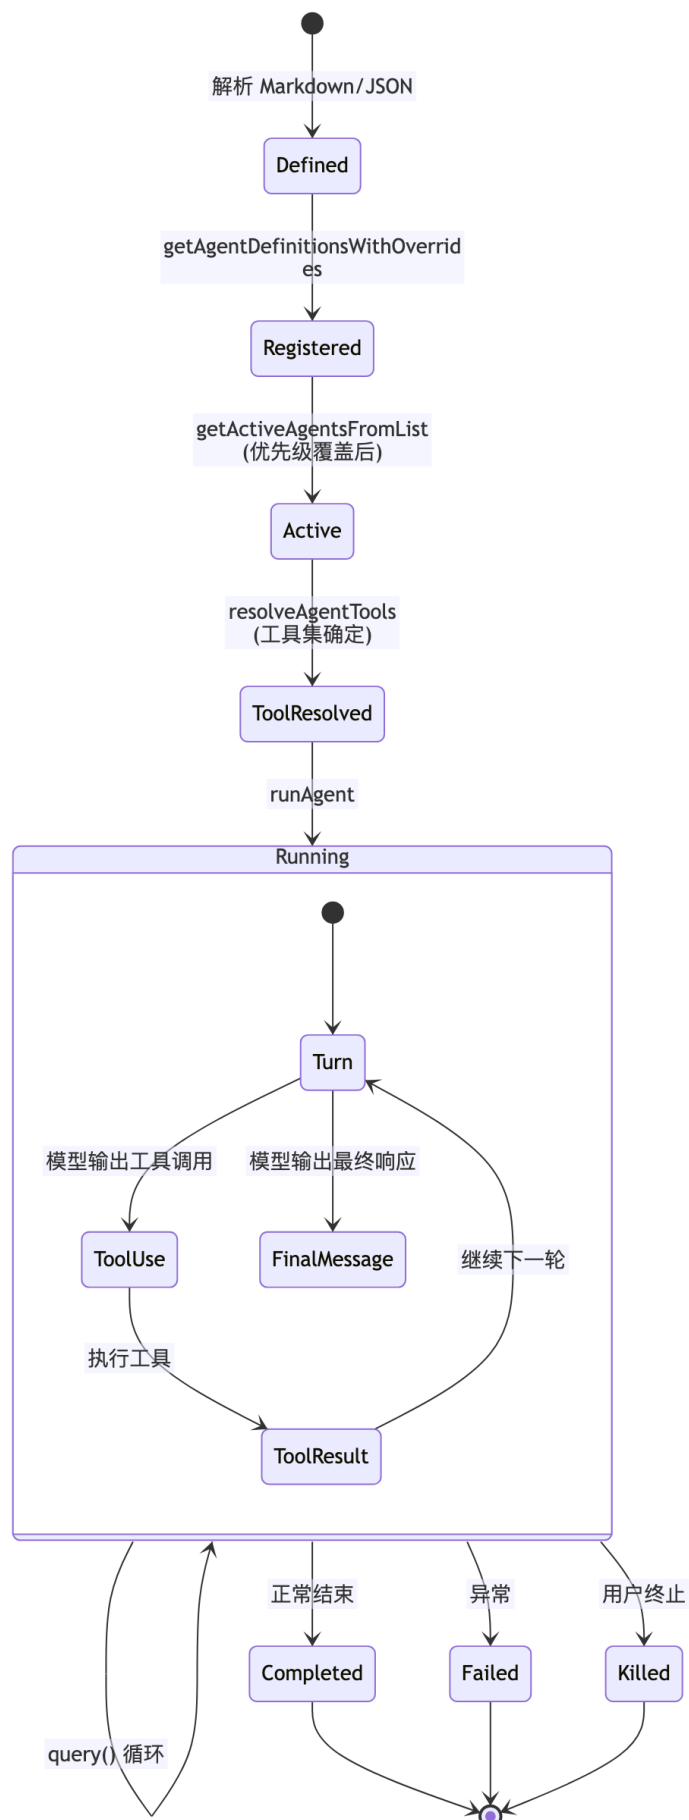 解析 Markdown/JSON
Defined
getAgentDefinitionsWithOverrid
es
Registered
getActiveAgentsFromList
(优先级覆盖后)
Active
resolveAgentTools
(工具集确定)
ToolResolved
runAgent
Running
Turn
模型输出工具调用
模型输出最终响应
ToolUse
FinalMessage
继续下一轮
执行工具
ToolResult
正常结束
异常
用户终止
Completed
Failed
Killed
query() 循环